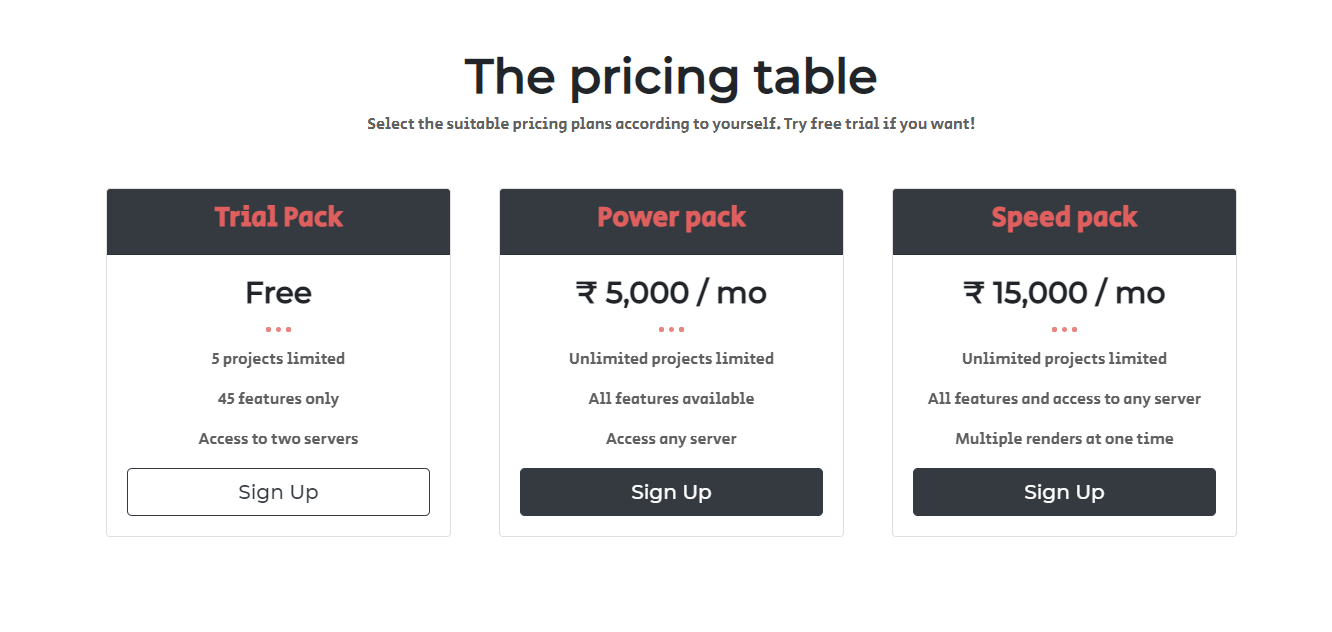 The pricing table
Select the suitable pricing plans according to yourself. Try free trial if you want!
Trial Pack
Free
5 projects limited
45 features only
Access to two servers
Sign Up
Power pack
₹ 5,000 / mo
Unlimited projects limited
All features available
Access any server
Sign Up
Speed pack
₹ 15,000 / mo
Unlimited projects limited
All features and access to any server
Multiple renders at one time
Sign Up